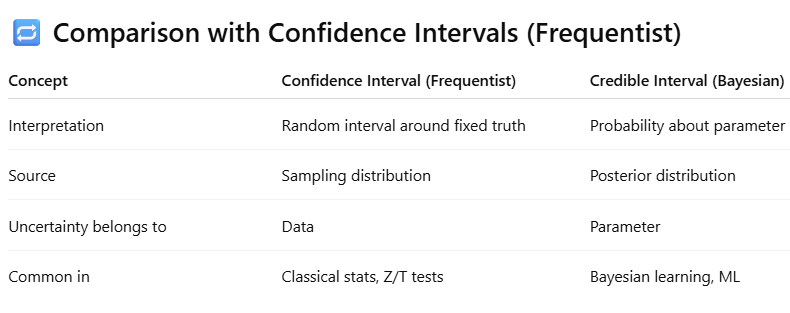 🔁 Comparison with Confidence Intervals (Frequentist)
Concept Confidence Interval (Frequentist) Credible Interval (Bayesian)
Interpretation Random interval around fixed truth Probability about parameter
Source Sampling distribution Posterior distribution
Uncertainty belongs to Data Parameter
Common in Classical stats, Z/T tests Bayesian learning, ML